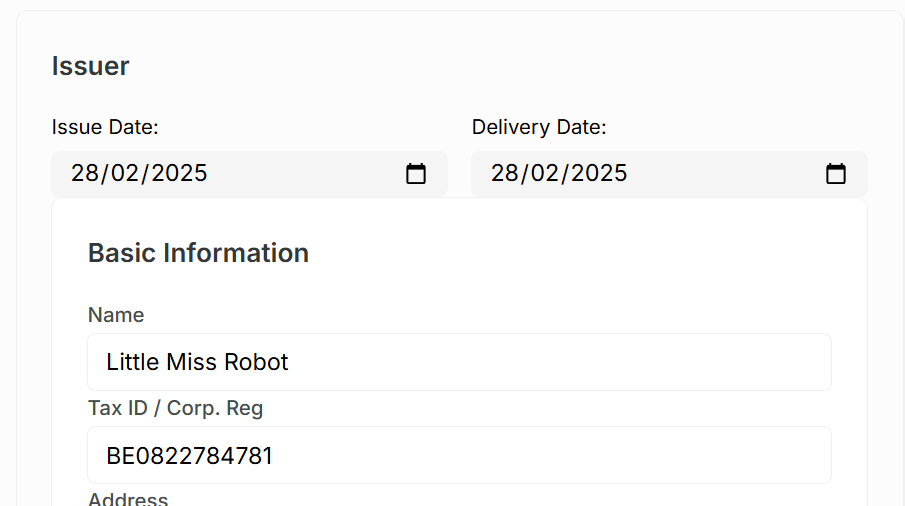 Issuer
Issue Date: Delivery Date:
28/02/2025 28/02/2025
Basic Information
Name
Little Miss Robot
Tax ID / Corp. Reg
BE0822784781
Address